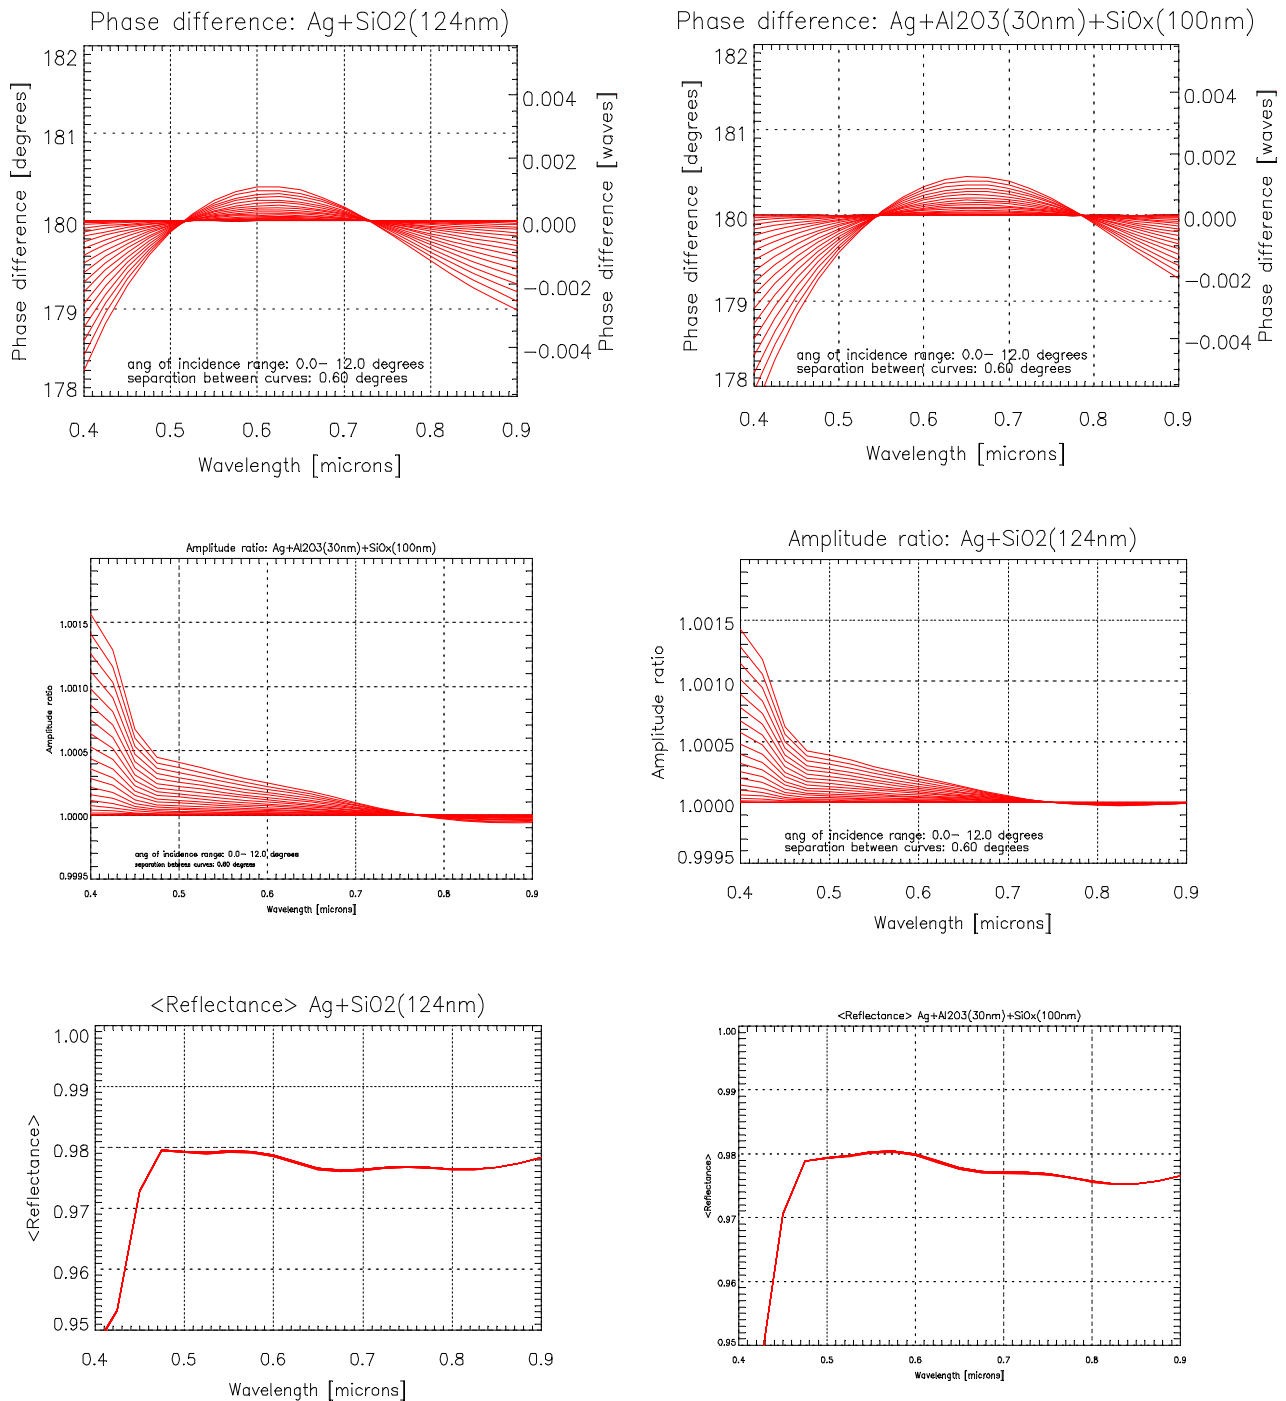 Phase difference: Ag+SiO2(124nm)
182
181
180
179
178
Phase difference [degrees]
0.004
0.002
0.000
−0.002
−0.004
Phase difference [waves]
ang of incidence range: 0.0− 12.0 degrees
separation between curves: 0.60 degrees
0.4 0.5 0.6 0.7 0.8 0.9
Wavelength [microns]
Phase difference: Ag+Al2O3(30nm)+SiOx(100nm)
182
181
180
179
178
Phase difference [degrees]
0.004
0.002
0.000
−0.002
−0.004
Phase difference [waves]
ang of incidence range: 0.0− 12.0 degrees
separation between curves: 0.60 degrees
0.4 0.5 0.6 0.7 0.8 0.9
Wavelength [microns]
Amplitude ratio: Ag+Al2O3(30nm)+SiOx(100nm)
1.0015
1.0010
1.0005
1.0000
0.9995
Amplitude ratio
ang of incidence range: 0.0− 12.0 degrees
separation between curves: 0.60 degrees
0.4 0.5 0.6 0.7 0.8 0.9
Wavelength [microns]
Amplitude ratio: Ag+SiO2(124nm)
1.0015
1.0010
1.0005
1.0000
0.9995
Amplitude ratio
ang of incidence range: 0.0− 12.0 degrees
separation between curves: 0.60 degrees
0.4 0.5 0.6 0.7 0.8 0.9
Wavelength [microns]
<Reflectance> Ag+SiO2(124nm)
1.00
0.99
0.98
0.97
0.96
0.95
<Reflectance>
0.4 0.5 0.6 0.7 0.8 0.9
Wavelength [microns]
<Reflectance> Ag+Al2O3(30nm)+SiOx(100nm)
1.00
0.99
0.98
0.97
0.96
0.95
<Reflectance>
0.4 0.5 0.6 0.7 0.8 0.9
Wavelength [microns]